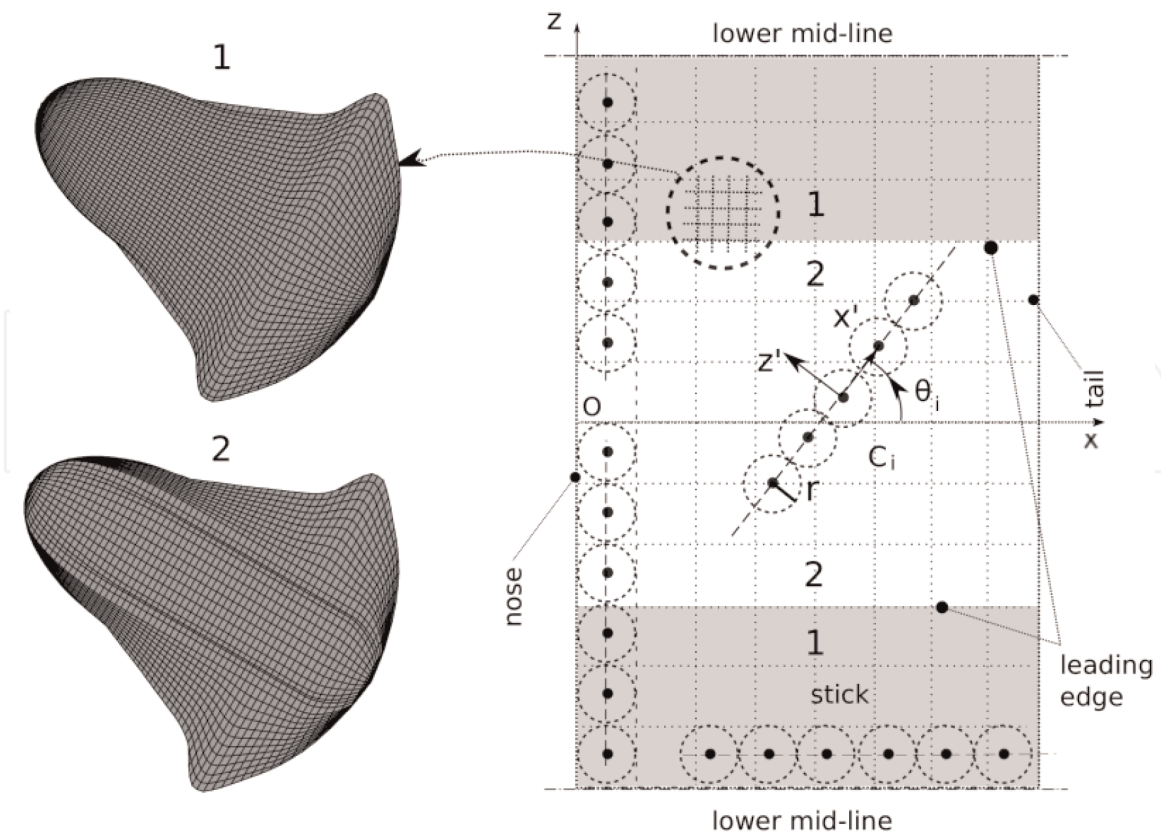 1
z
lower mid-line
1
2
x'
z'
θi
O
tail
x
Ci
2
r
nose
2
1
stick
leading
edge
lower mid-line